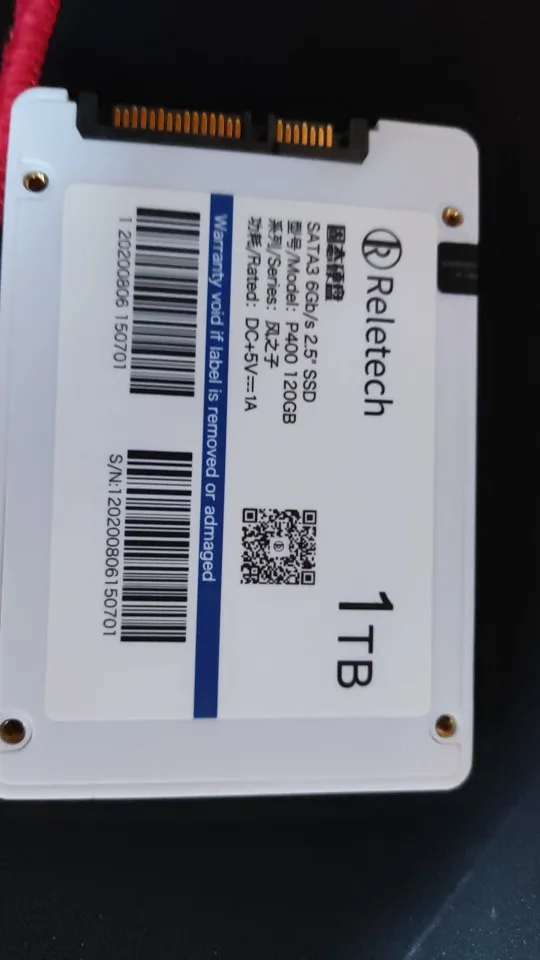 Reletech
1TB
固态硬盘
SATA3 6Gb/s 2.5" SSD
型号/Model: P400 120GB
系列/Series: 风之子
功耗/Rated: DC+5V⎓1A
Warranty void if label is removed or admaged
1 20200806 150701
S/N:120200806150701